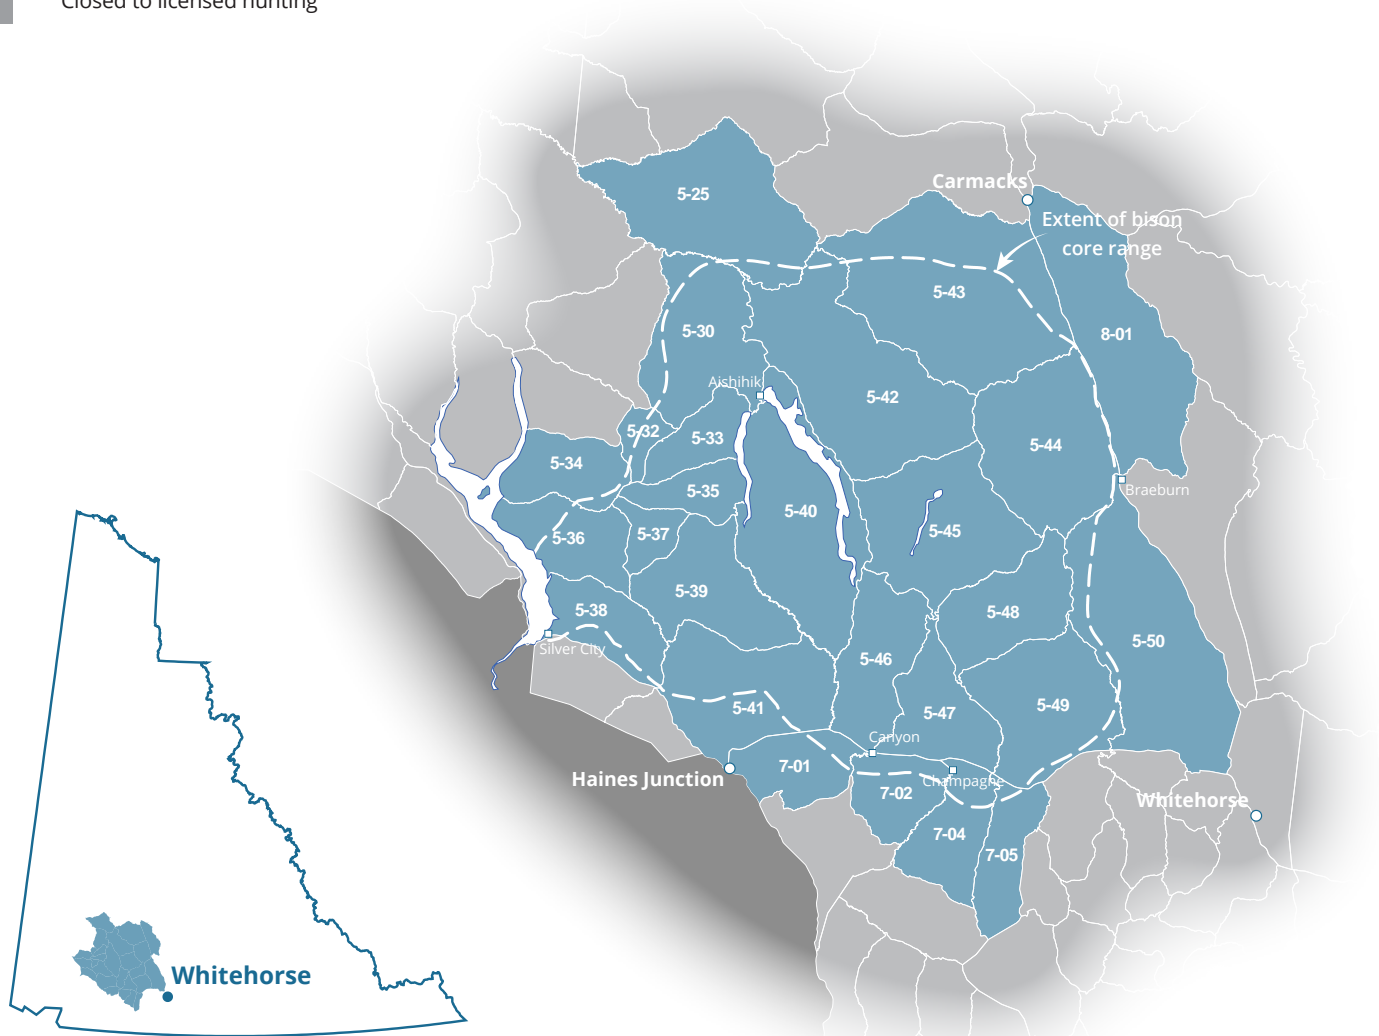 Closed to licensed hunting
Carmacks
5-25
Extent of bison
core range
5-43
5-30
8-01
Aishihik
5-42
5-32
5-33
5-44
5-34
5-35
Braeburn
5-40
5-45
5-36
5-37
5-39
5-38
5-48
Silver City
5-50
5-46
5-41
5-47
5-49
Canyon
7-01
Haines Junction
Champagne
7-02
Whitehorse
7-04
7-05
Whitehorse